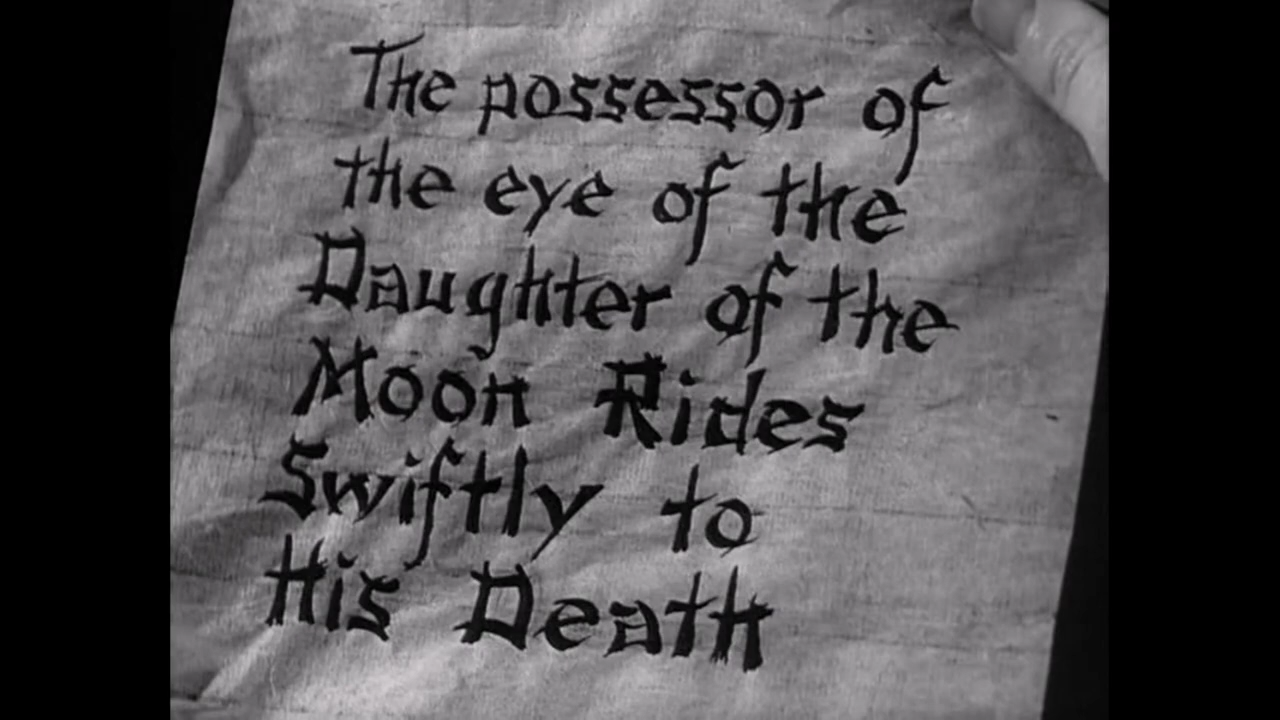 The possessor of
the eye of the
Daughter of the
Moon Rides
Swiftly to
His Death